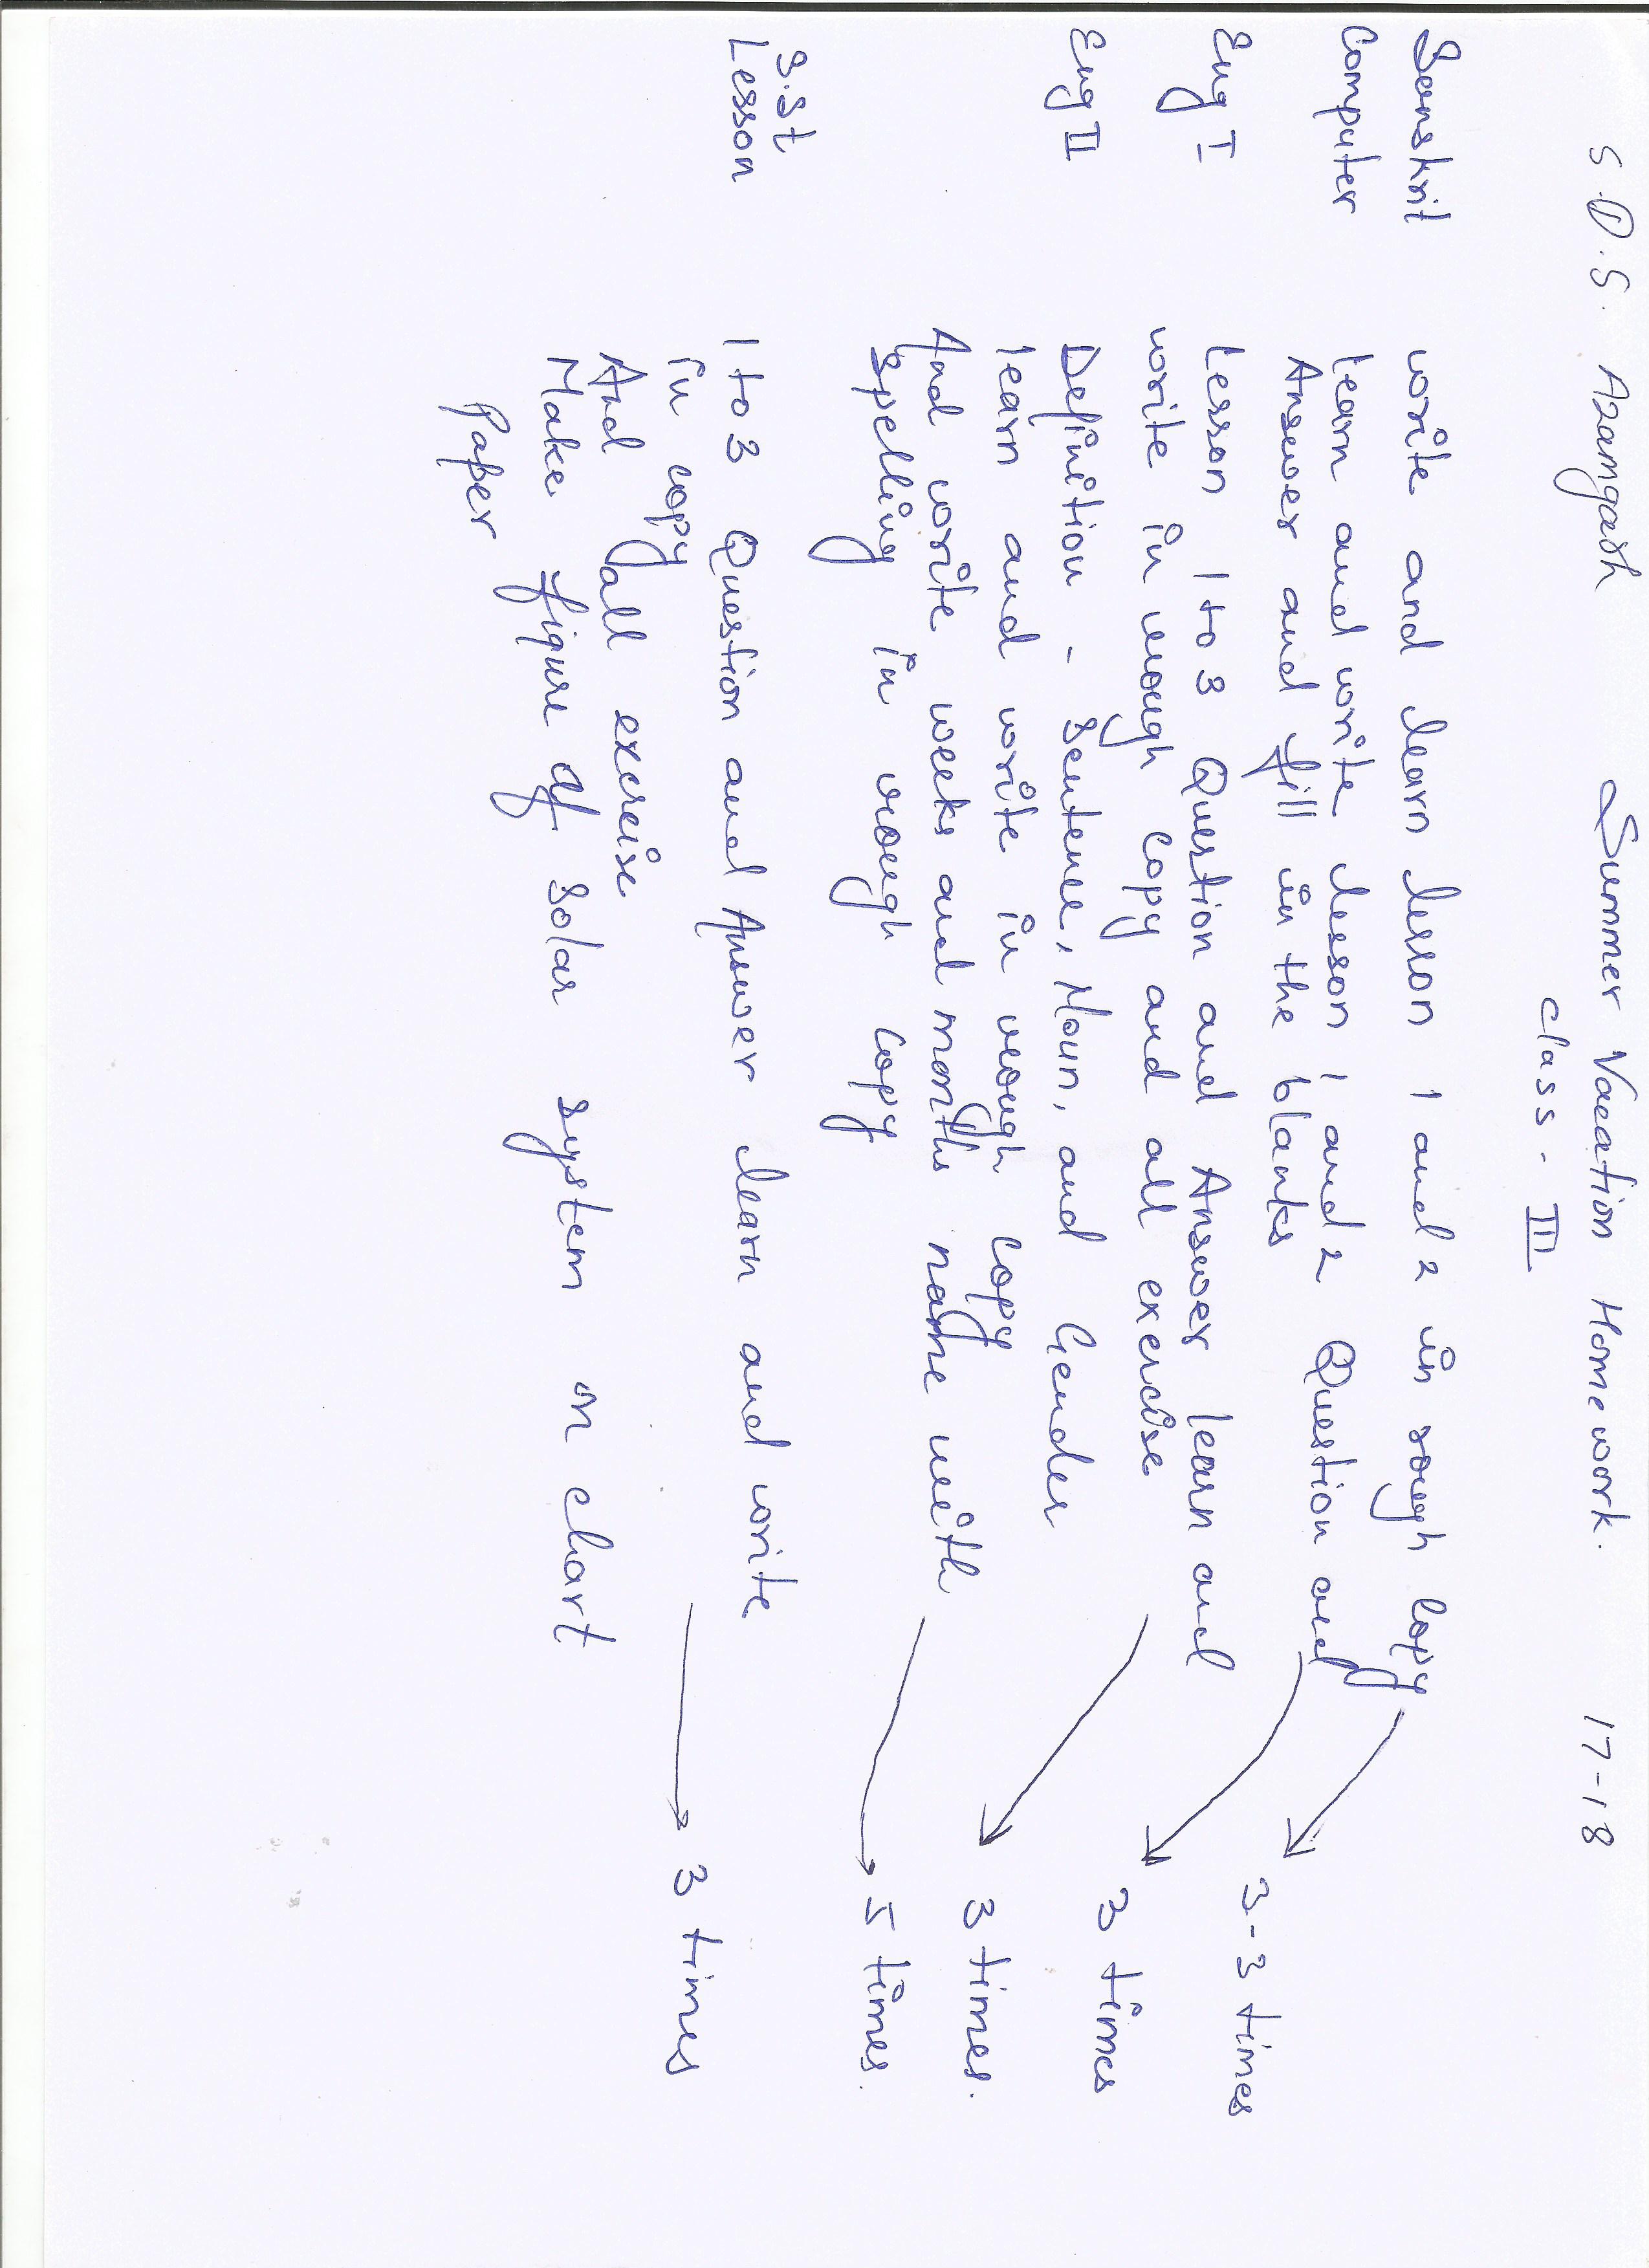 S.D.S. Azamgarh Summer Vacation Homework. 17-18
Class - III
Sanskrit write and learn lesson 1 and 2 in rough copy
3-3 times
Computer learn and write lesson 1 and 2 Question and
Answer and fill in the blanks
3 times
Eng I Lesson 1 to 3 Question and Answer learn and
write in rough copy and all exercise
3 times.
Eng II Definition - Sentence, Noun, and Gender
learn and write in rough copy
And write weeks and months name with
spelling in rough copy
5 times.
S.St
Lesson 1 to 3 Question and Answer learn and write
in copy
3 times
And all exercise
Make figure of Solar system on chart
Paper